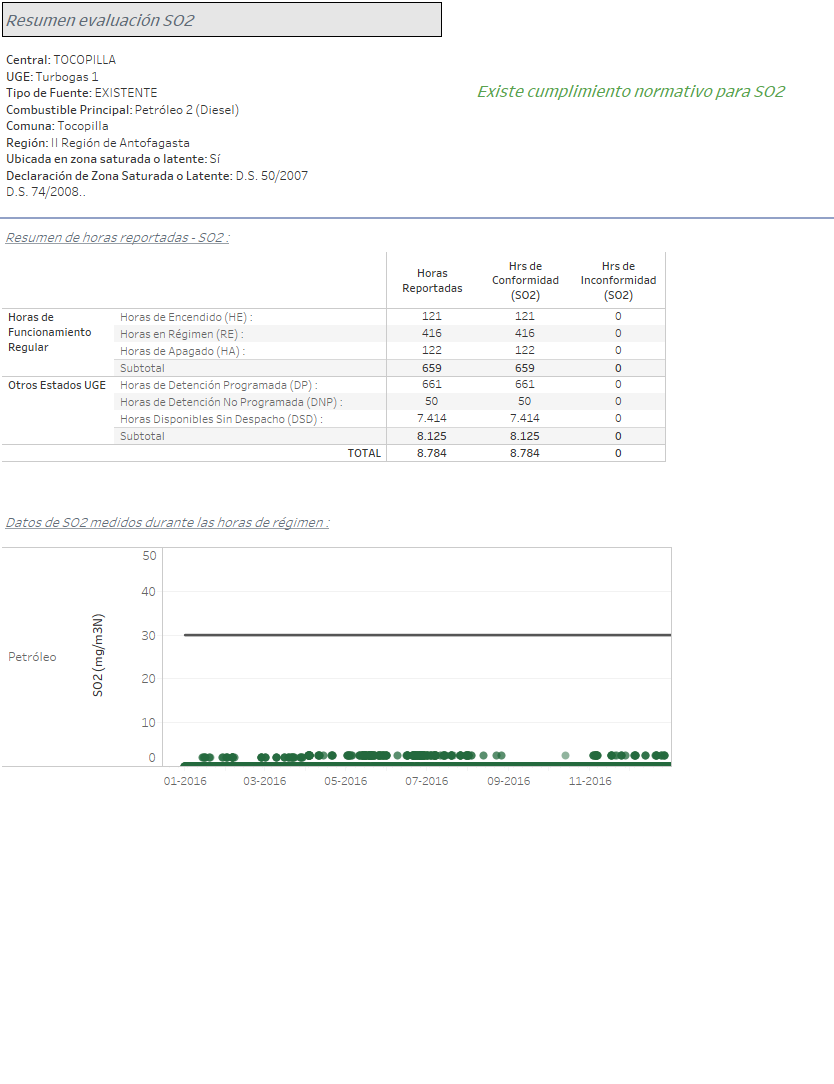 Resumen evaluación SO2
Central: TOCOPILLA
UGE: Turbogas 1
Tipo de Fuente: EXISTENTE
Combustible Principal: Petróleo 2 (Diesel)
Comuna: Tocopilla
Región: II Región de Antofagasta
Ubicada en zona saturada o latente: Sí
Declaración de Zona Saturada o Latente: D.S. 50/2007
D.S. 74/2008..
Existe cumplimiento normativo para SO2
Resumen de horas reportadas - SO2 :
Horas Reportadas Hrs de Conformidad (SO2) Hrs de Inconformidad (SO2)
Horas de Funcionamiento Regular
Horas de Encendido (HE) : 121 121 0
Horas en Régimen (RE) : 416 416 0
Horas de Apagado (HA) : 122 122 0
Subtotal 659 659 0
Otros Estados UGE Horas de Detención Programada (DP) : 661 661 0
Horas de Detención No Programada (DNP) : 50 50 0
Horas Disponibles Sin Despacho (DSD) : 7.414 7.414 0
Subtotal 8.125 8.125 0
TOTAL 8.784 8.784 0
Datos de SO2 medidos durante las horas de régimen :
Petróleo
SO2 (mg/m3N)
50
40
30
20
10
0
01-2016 03-2016 05-2016 07-2016 09-2016 11-2016